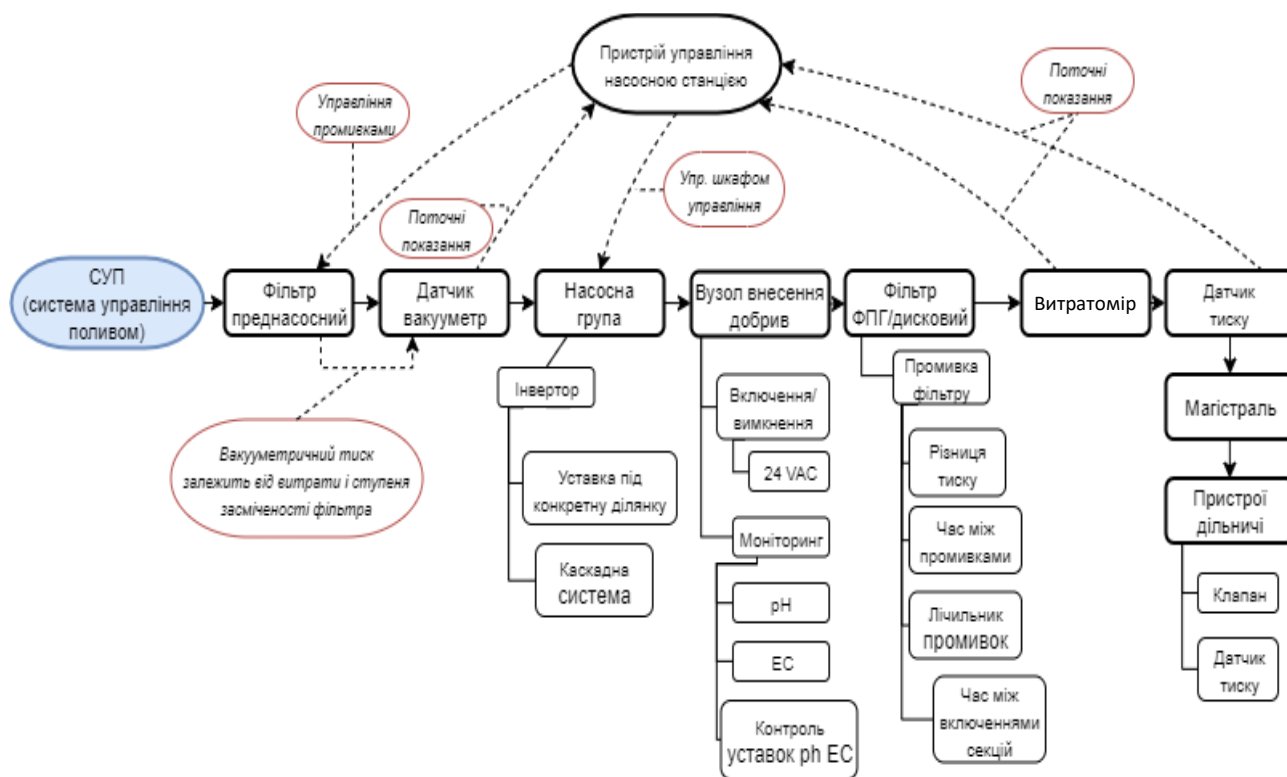 Пристрій управління
насосною станцією
Поточні
показання
Управління
промивками
Упр. шкафом
управління
Поточні
показання
СУП
(система управління
поливом)
Фільтр
преднасосний
Датчик
вакууметр
Насосна
група
Вузол внесення
добрив
Фільтр
ФПГ/дисковий
Витратомір
Датчик
тиску
Вакууметричний тиск
залежить від витрати і ступеня
засміченості фільтра
Інвертор
Уставка під
конкретну ділянку
Каскадна
система
Включення/
вимкнення
24 VAC
Моніторинг
pH
EC
Контроль
уставок ph EC
Промивка
фільтру
Різниця
тиску
Час між
промивками
Лічильник
промивок
Час між
включеннями
секцій
Магістраль
Пристрої
дільничі
Клапан
Датчик
тиску